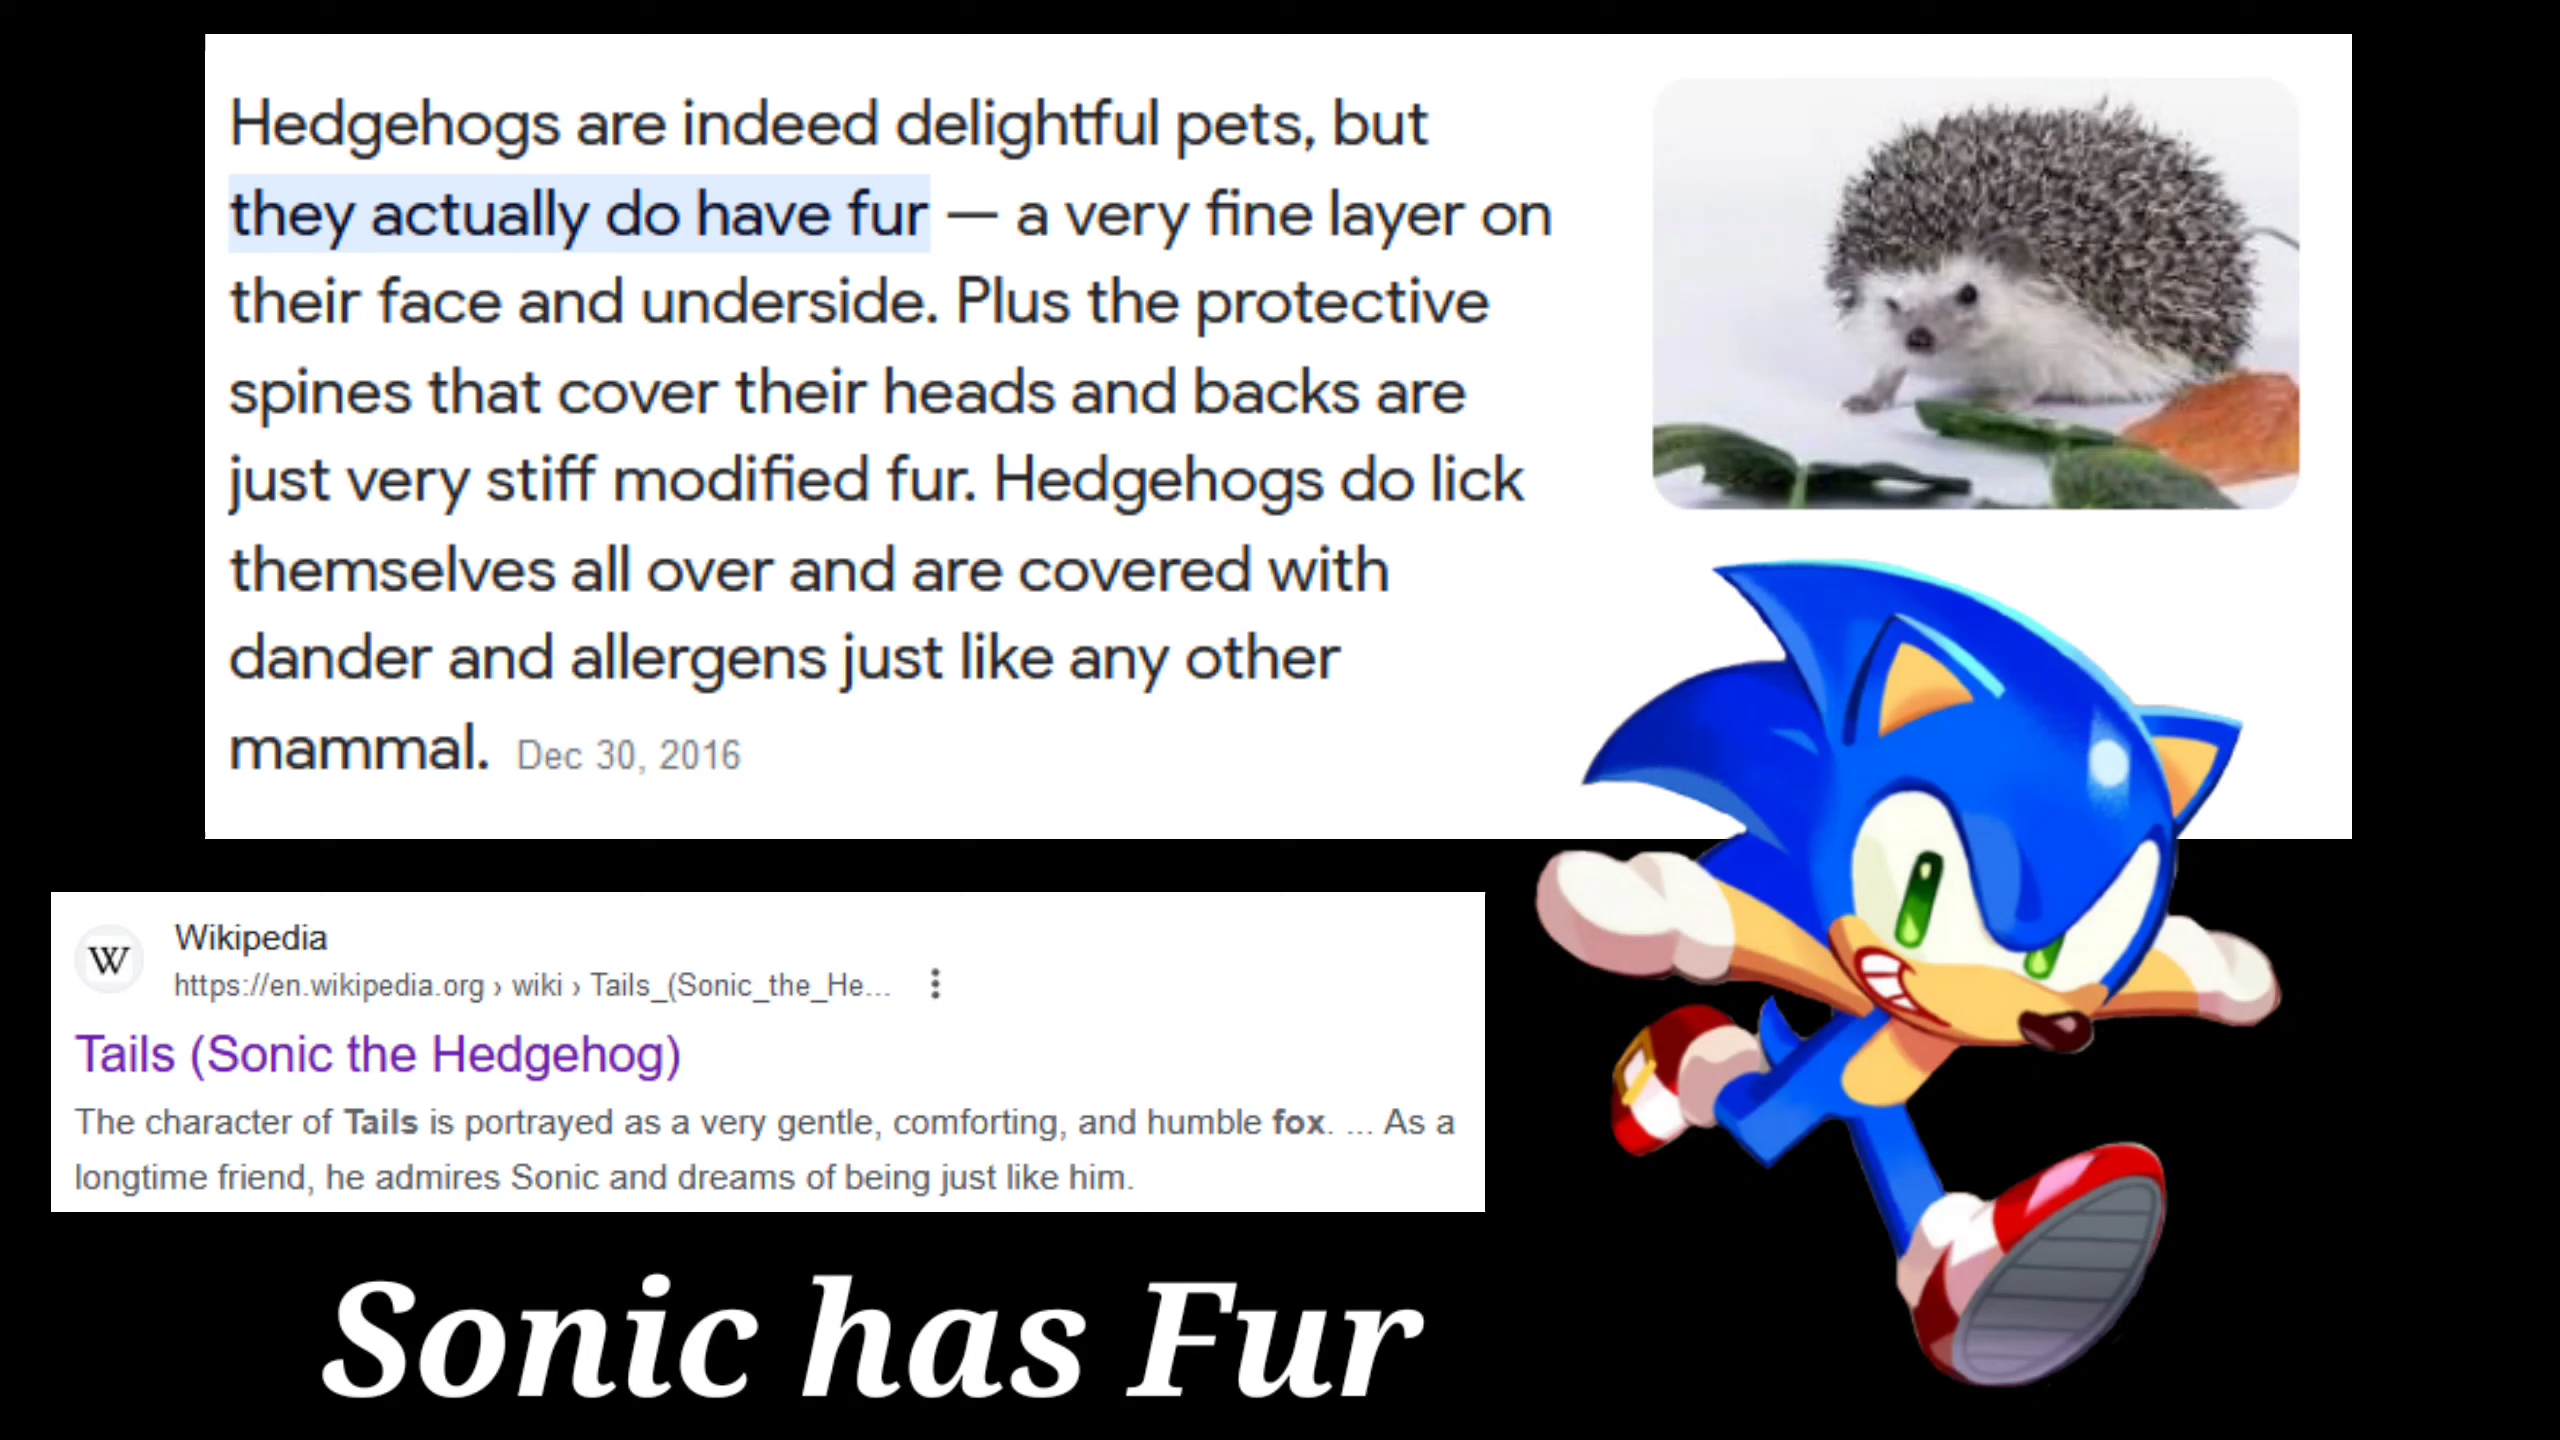 Hedgehogs are indeed delightful pets, but
they actually do have fur — a very fine layer on
their face and underside. Plus the protective
spines that cover their heads and backs are
just very stiff modified fur. Hedgehogs do lick
themselves all over and are covered with
dander and allergens just like any other
mammal. Dec 30, 2016
W
Wikipedia
https://en.wikipedia.org › wiki › Tails_(Sonic_the_He...
Tails (Sonic the Hedgehog)
The character of Tails is portrayed as a very gentle, comforting, and humble fox. ... As a
longtime friend, he admires Sonic and dreams of being just like him.
Sonic has Fur